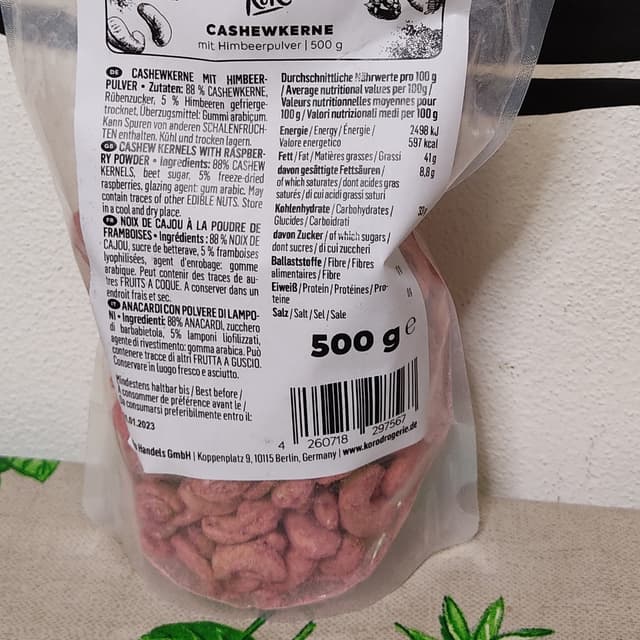 KoRo
CASHEWKERNE
mit Himbeerpulver | 500 g
DE CASHEWKERNE MIT HIMBEER-
PULVER • Zutaten: 88 % CASHEWKERNE,
Rübenzucker, 5 % Himbeeren gefrierge-
trocknet, Überzugsmittel: Gummi arabicum.
Kann Spuren von anderen SCHALENFRÜCH-
TEN enthalten. Kühl und trocken lagern.
GB CASHEW KERNELS WITH RASPBER-
RY POWDER • Ingredients: 88% CASHEW
KERNELS, beet sugar, 5% freeze-dried
raspberries, glazing agent: gum arabic. May
contain traces of other EDIBLE NUTS. Store
in a cool and dry place.
FR NOIX DE CAJOU À LA POUDRE DE
FRAMBOISES • Ingrédients : 88 % NOIX DE
CAJOU, sucre de betterave, 5 % framboises
lyophilisées, agent d'enrobage: gomme
arabique. Peut contenir des traces de au-
tres FRUITS A COQUE. A conserver dans un
endroit frais et sec.
ANACARDI CON POLVERE DI LAMPO-
NI • Ingredienti: 88% ANACARDI, zucchero
di barbabietola, 5% lamponi liofilizzati,
agente di rivestimento: gomma arabica. Può
contenere tracce di altri FRUTTA A GUSCIO.
Conservare in luogo fresco e asciutto.
Mindestens haltbar bis / Best before /
A consommer de préférence avant le /
Da consumarsi preferibilmente entro il:
.01.2023
Handels GmbH | Koppenplatz 9, 10115 Berlin, Germany | www.korodrogerie.de
Durchschnittliche Nährwerte pro 100 g
/ Average nutritional values per 100g /
Valeurs nutritionnelles moyennes pour
100 g / Valori nutrizionali medi per 100 g
Energie / Energy / Énergie / 2498 kJ
Valore energetico 597 kcal
Fett / Fat / Matières grasses / Grassi 41 g
davon gesättigte Fettsäuren / 8,8 g
of which saturates / dont acides gras
saturés / di cui acidi grassi saturi
Kohlenhydrate / Carbohydrates /
Glucides / Carboidrati
davon Zucker / of which sugars /
dont sucres / di cui zuccheri
Ballaststoffe / Fibre / Fibres
alimentaires / Fibre
Eiweiß / Protein / Protéines / Pro-
teine
Salz / Salt / Sel / Sale
500 g e
4 260718 297567